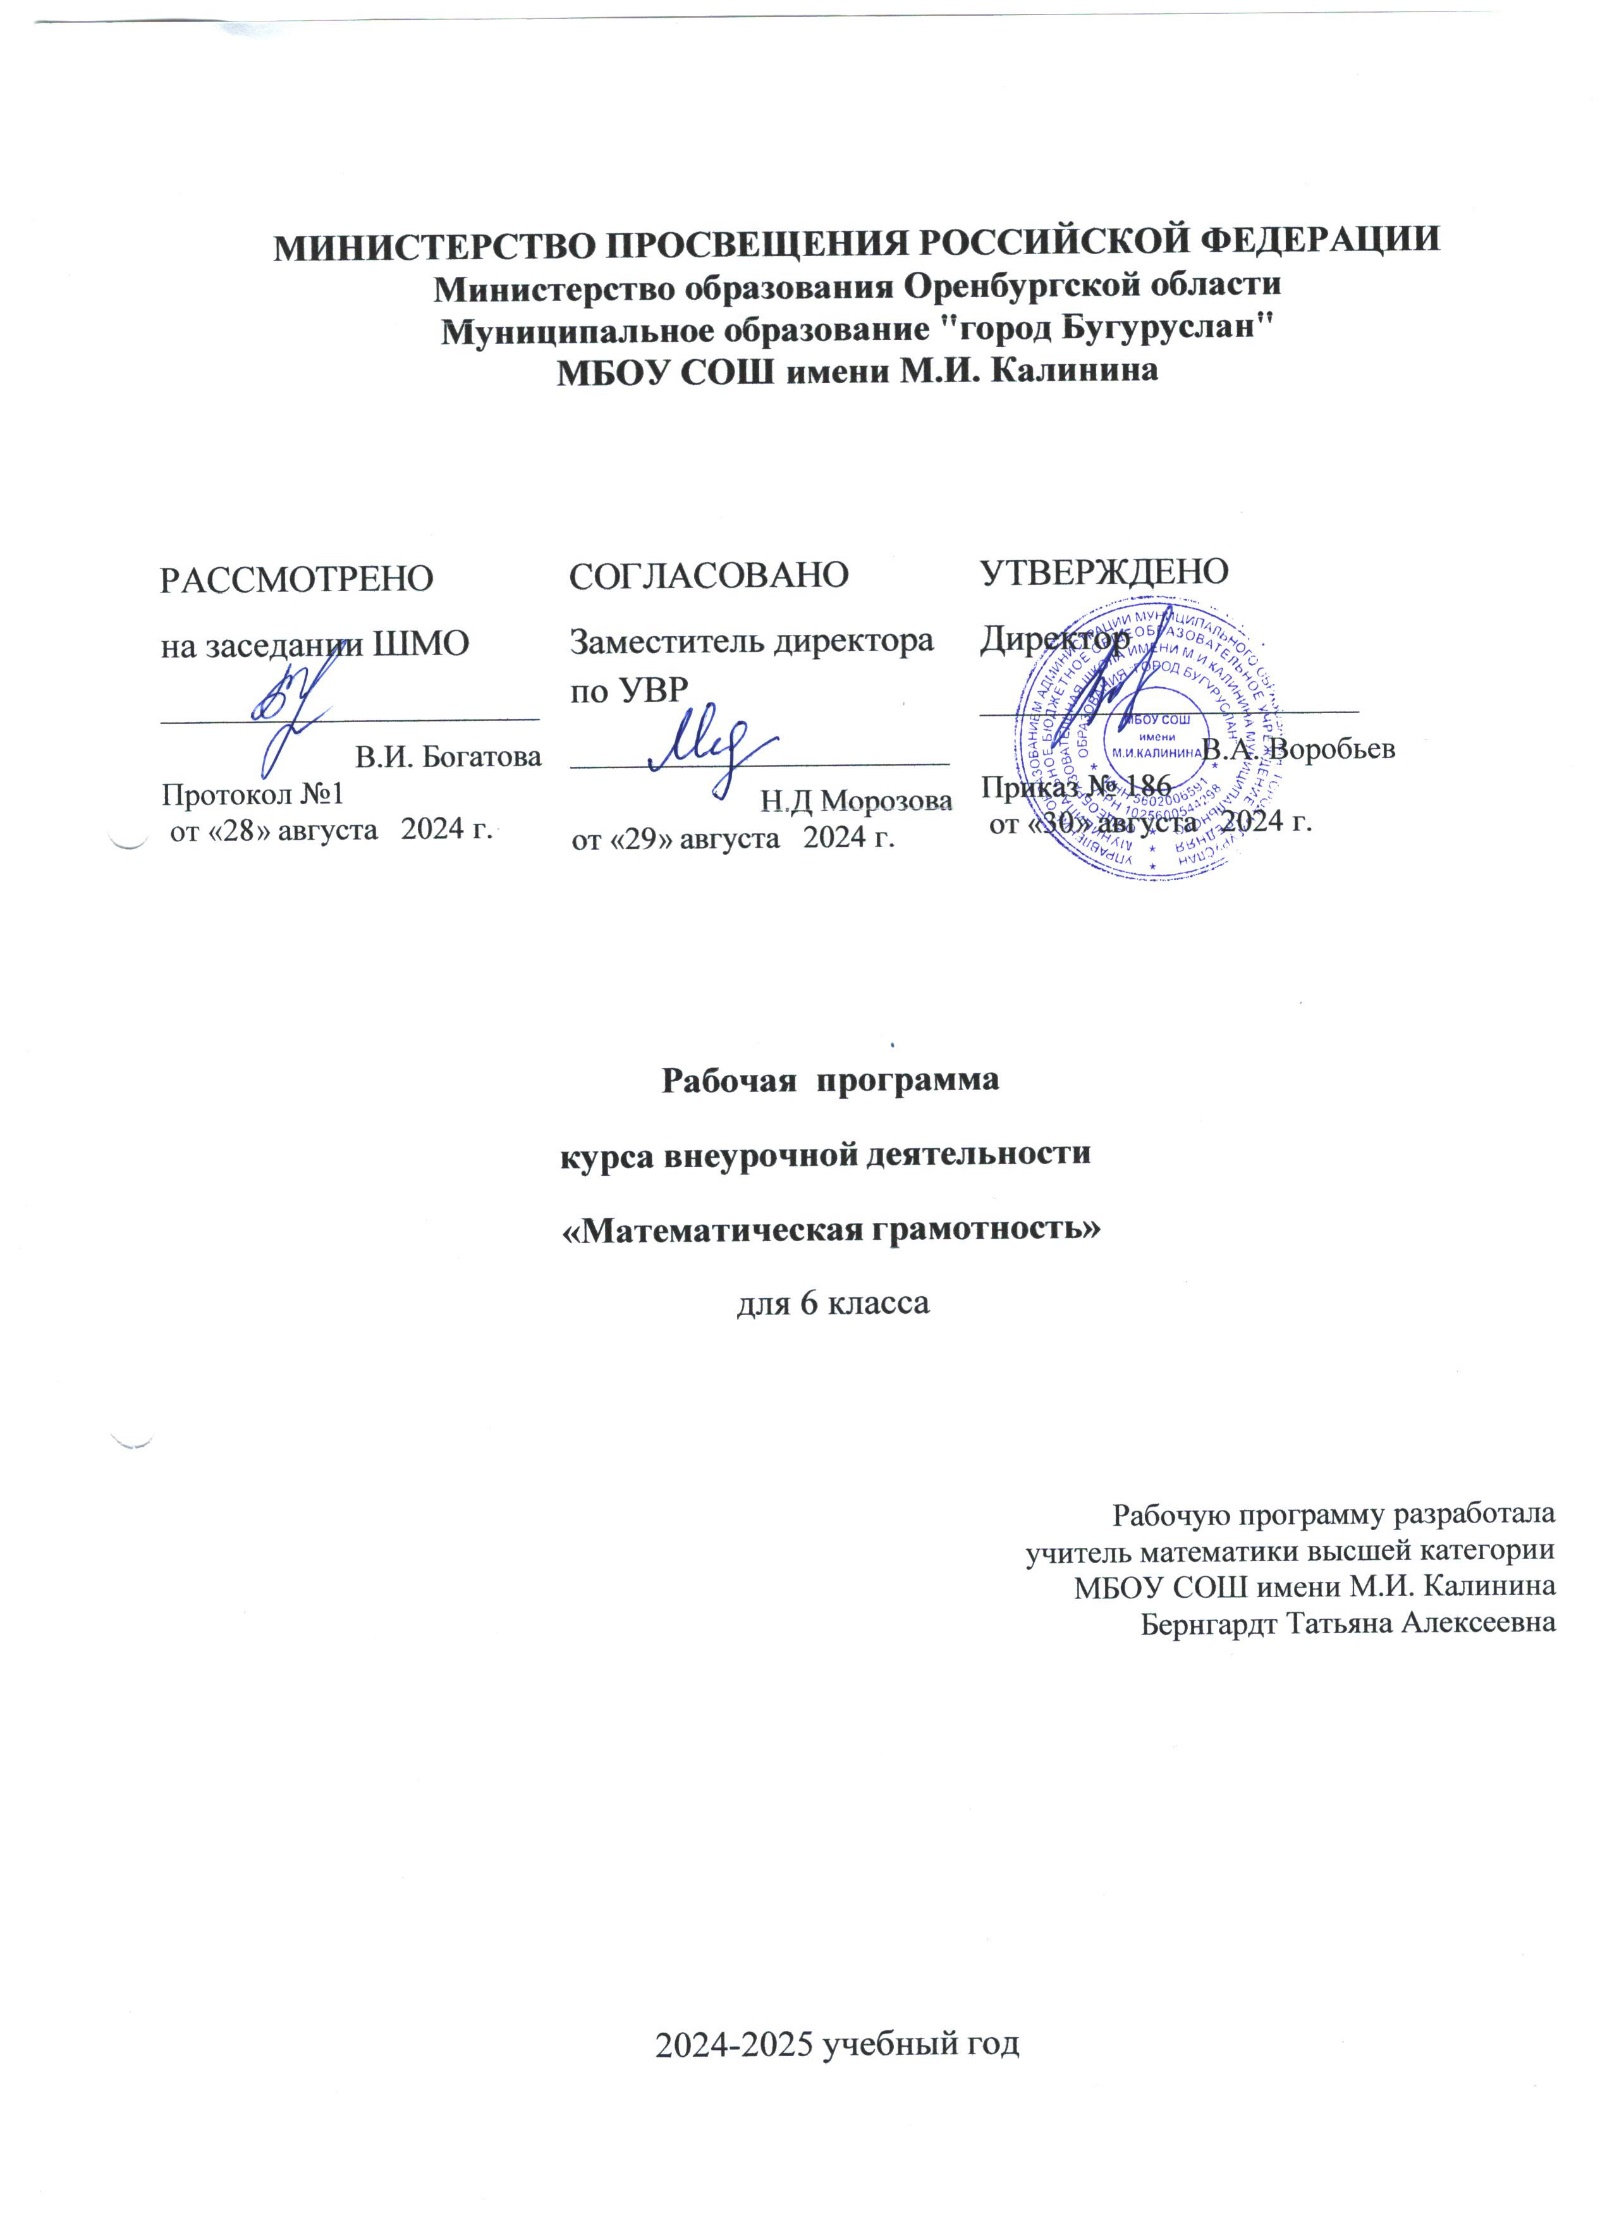 МИНИСТЕРСТВО ПРОСВЕЩЕНИЯ РОССИЙСКОЙ ФЕДЕРАЦИИ
Министерство образования Оренбургской области
Муниципальное образование "город Бугуруслан"
МБОУ СОШ имени М.И. Калинина
РАССМОТРЕНО
на заседании ШМО
В.И. Богатова
Протокол №1
от «28» августа 2024 г.
СОГЛАСОВАНО
Заместитель директора
по УВР
Н.Д Морозова
от «29» августа 2024 г.
УТВЕРЖДЕНО
Директор
В.А. Воробьев
Приказ № 186
от «30» августа 2024 г.
МБОУ СОШ
имени
М.И.КАЛИНИНА
ИНН 5602006591
ОГРН 1025600544298
Рабочая программа
курса внеурочной деятельности
«Математическая грамотность»
для 6 класса
Рабочую программу разработала
учитель математики высшей категории
МБОУ СОШ имени М.И. Калинина
Бернгардт Татьяна Алексеевна
2024-2025 учебный год